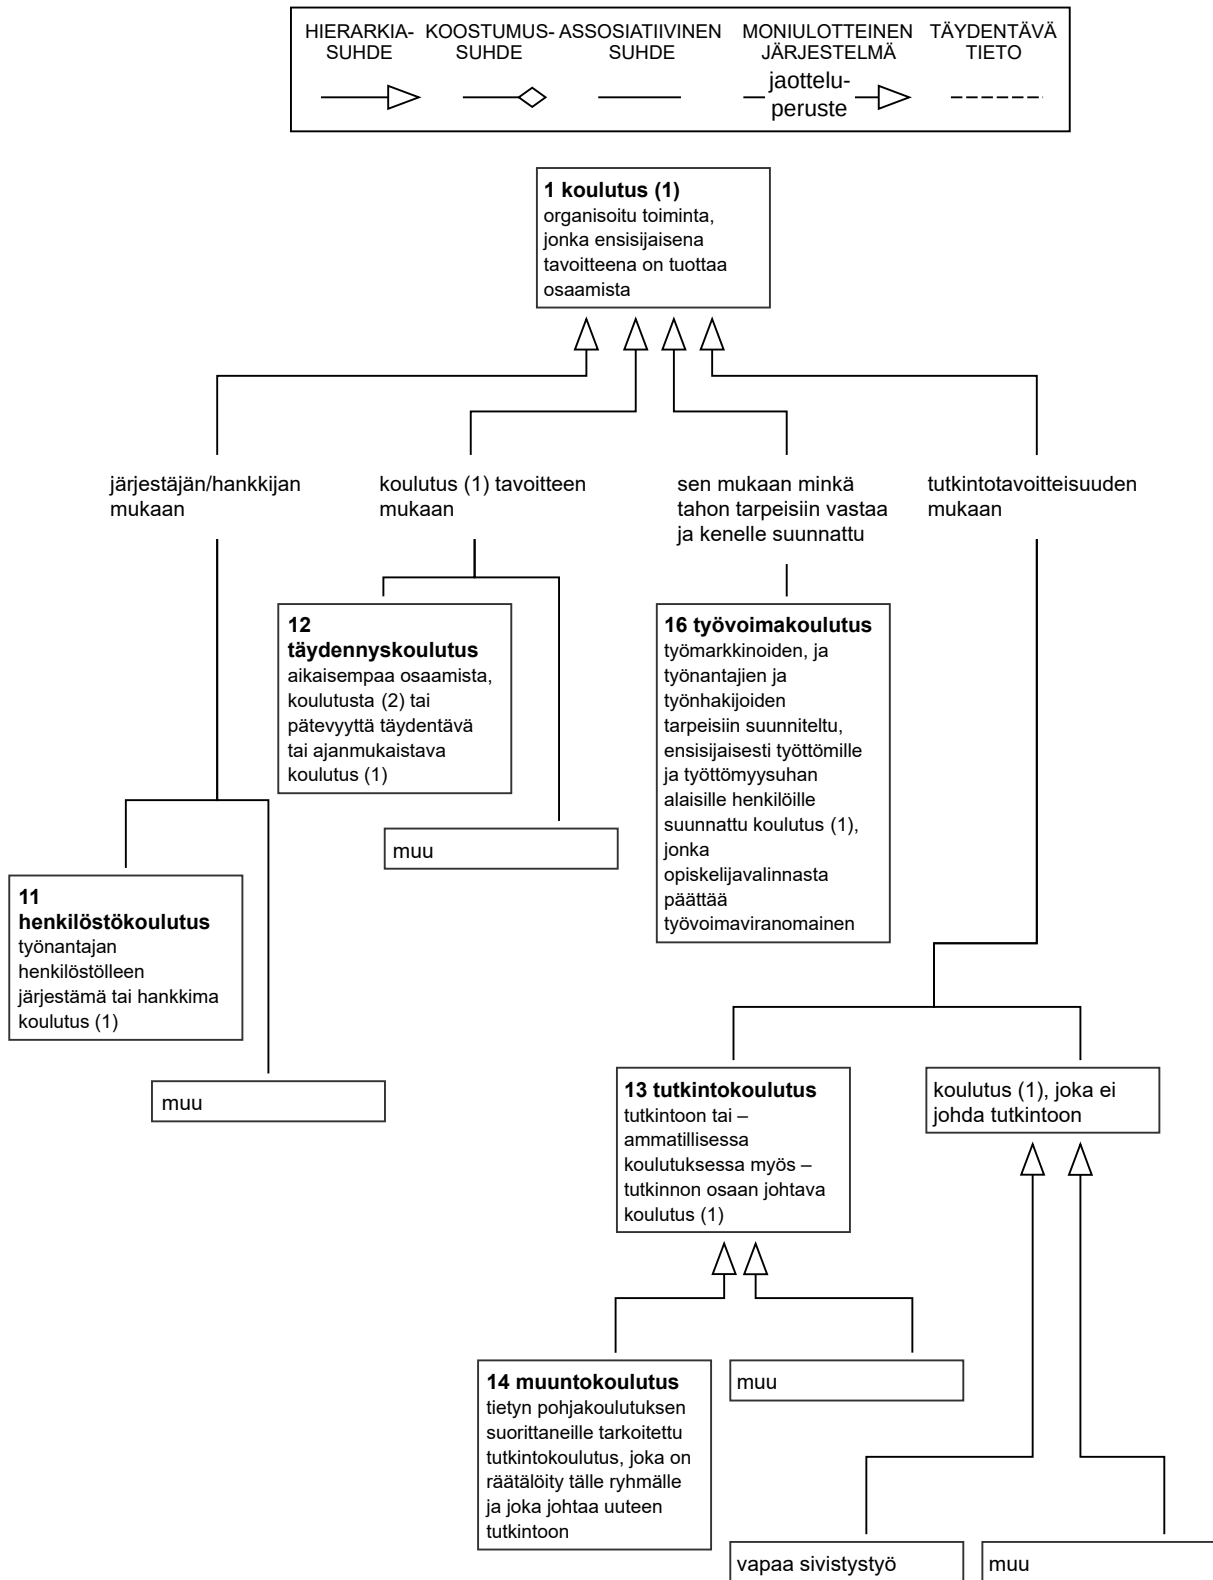 HIERARKIA-
SUHDE
KOOSTUMUS-
SUHDE
ASSOSIATIIVINEN
SUHDE
MONIULOTTEINEN
JÄRJESTELMÄ
jaottelu-
peruste
TÄYDENTÄVÄ
TIETO
1 koulutus (1)
organisoitu toiminta,
jonka ensisijaisena
tavoitteena on tuottaa
osaamista
järjestäjän/hankkijan
mukaan
koulutus (1) tavoitteen
mukaan
sen mukaan minkä
tahon tarpeisiin vastaa
ja kenelle suunnattu
tutkintotavoitteisuuden
mukaan
12
täydennyskoulutus
aikaisempaa osaamista,
koulutusta (2) tai
pätevyyttä täydentävä
tai ajanmukaistava
koulutus (1)
muu
16 työvoimakoulutus
työmarkkinoiden, ja
työnantajien ja
työnhakijoiden
tarpeisiin suunniteltu,
ensisijaisesti työttömille
ja työttömyysuhan
alaisille henkilöille
suunnattu koulutus (1),
jonka
opiskelijavalinnasta
päättää
työvoimaviranomainen
11
henkilöstökoulutus
työnantajan
henkilöstölleen
järjestämä tai hankkima
koulutus (1)
muu
13 tutkintokoulutus
tutkintoon tai –
ammatillisessa
koulutuksessa myös –
tutkinnon osaan johtava
koulutus (1)
koulutus (1), joka ei
johda tutkintoon
14 muuntokoulutus
tietyn pohjakoulutuksen
suorittaneille tarkoitettu
tutkintokoulutus, joka on
räätälöity tälle ryhmälle
ja joka johtaa uuteen
tutkintoon
muu
vapaa sivistystyö
muu